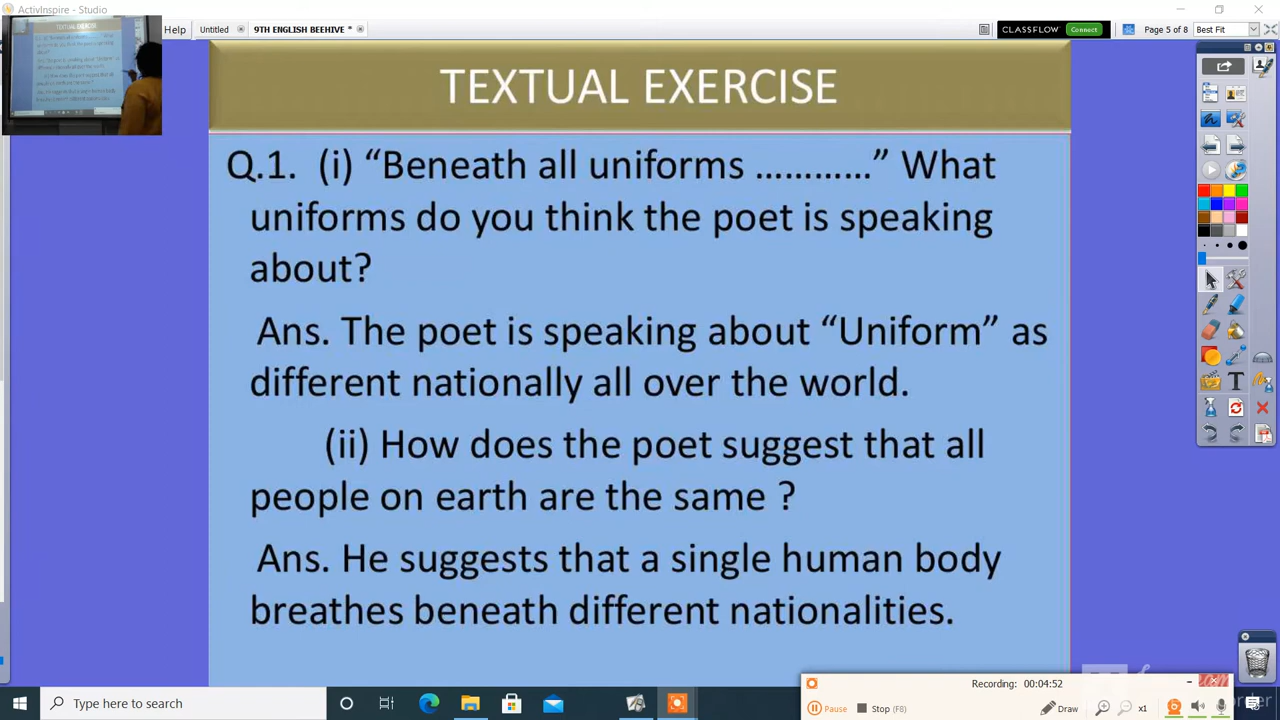 ActivInspire - Studio
Help
Untitled
9TH ENGLISH BEEHIVE *
CLASSFLOW Connect
Page 5 of 8
Best Fit
TEXTUAL EXERCISE
Q.1. (i) “Beneath all uniforms …………” What
uniforms do you think the poet is speaking
about?
Ans. The poet is speaking about “Uniform” as
different nationally all over the world.
(ii) How does the poet suggest that all
people on earth are the same ?
Ans. He suggests that a single human body
breathes beneath different nationalities.
Recording: 00:04:52
Pause
Stop (F8)
Draw
x1
Type here to search